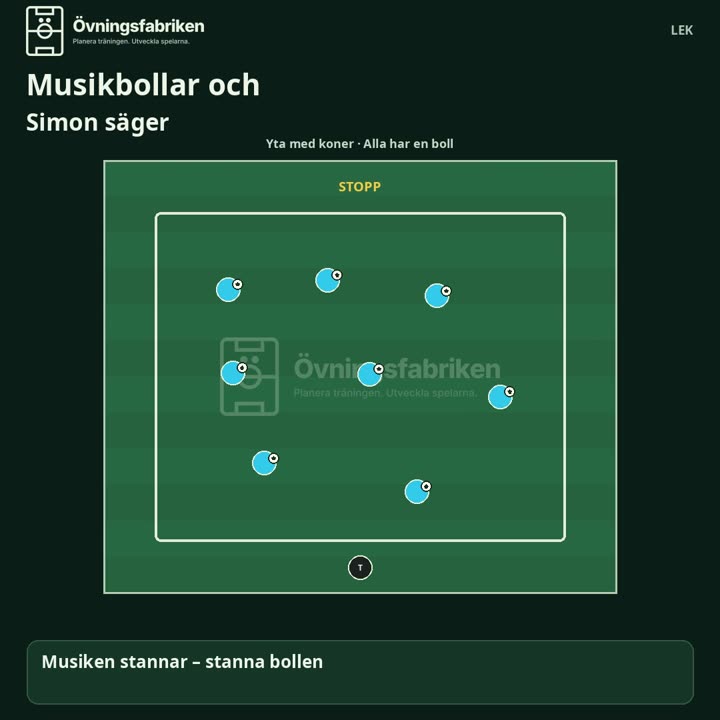 Övningsfabriken
Planera träningen. Utveckla spelarna.
LEK
Musikbollar och
Simon säger
Yta med koner · Alla har en boll
STOPP
Övningsfabriken
Planera träningen. Utveckla spelarna.
T
Musiken stannar – stanna bollen